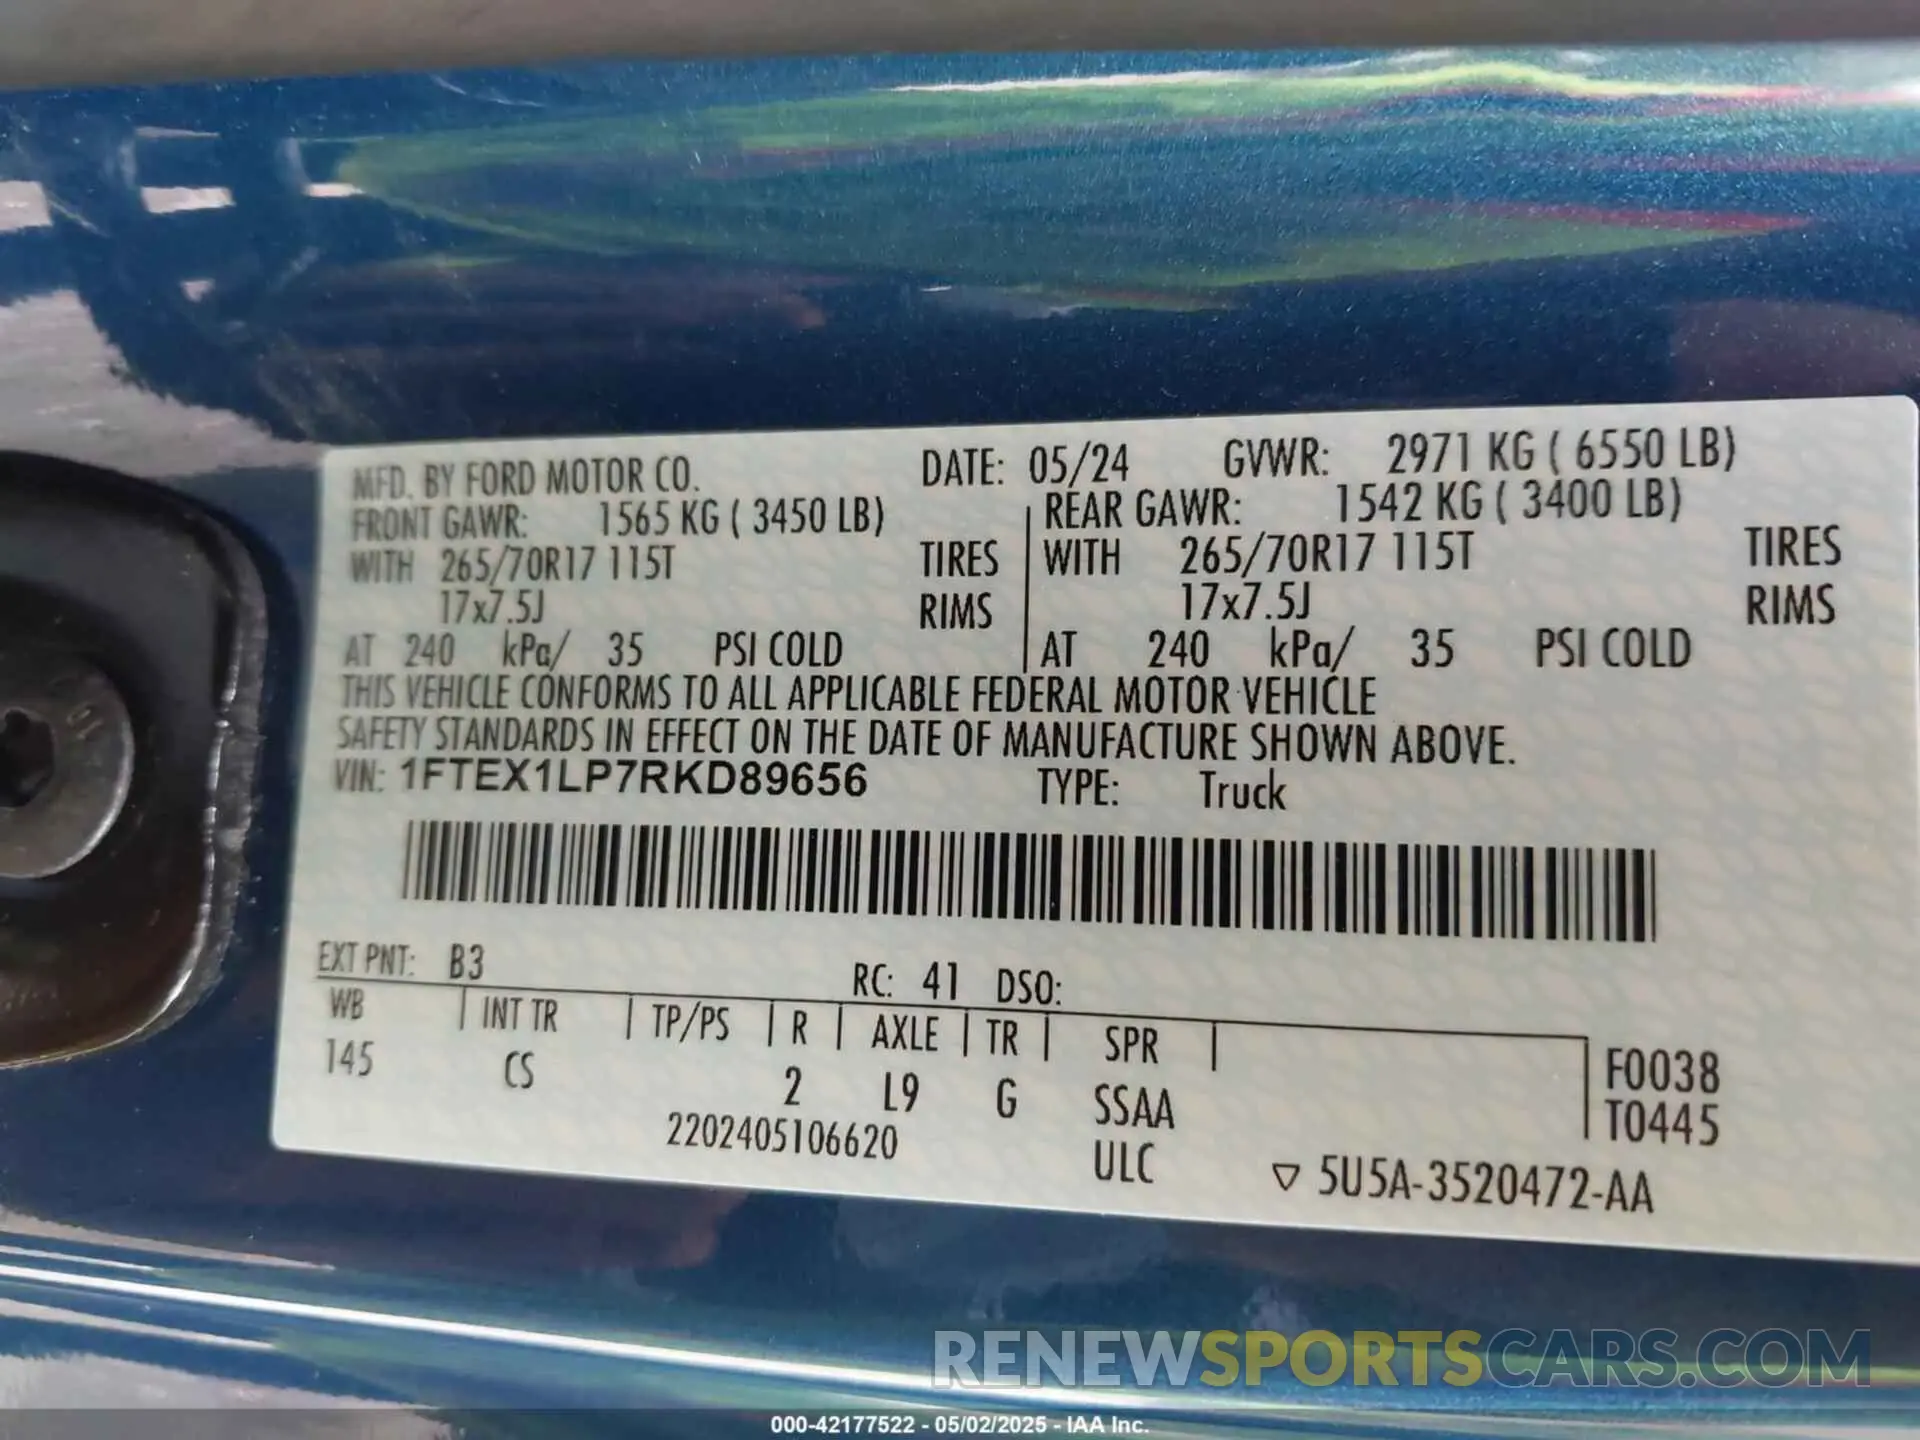 MFD. BY FORD MOTOR CO. DATE: 05/24 GVWR: 2971 KG ( 6550 LB)
FRONT GAWR: 1565 KG ( 3450 LB) REAR GAWR: 1542 KG ( 3400 LB)
WITH 265/70R17 115T TIRES WITH 265/70R17 115T TIRES
17x7.5J RIMS 17x7.5J RIMS
AT 240 kPa/ 35 PSI COLD AT 240 kPa/ 35 PSI COLD
THIS VEHICLE CONFORMS TO ALL APPLICABLE FEDERAL MOTOR VEHICLE
SAFETY STANDARDS IN EFFECT ON THE DATE OF MANUFACTURE SHOWN ABOVE.
VIN: 1FTEX1LP7RKD89656 TYPE: Truck
EXT PNT: B3 RC: 41 DSO:
WB INT TR TP/PS R AXLE TR SPR
145 CS 2 L9 G SSAA F0038
T0445
2202405106620 ULC
▽ 5U5A-3520472-AA
RENEWSPORTSCARS.COM
000-42177522 - 05/02/2025 - IAA Inc.